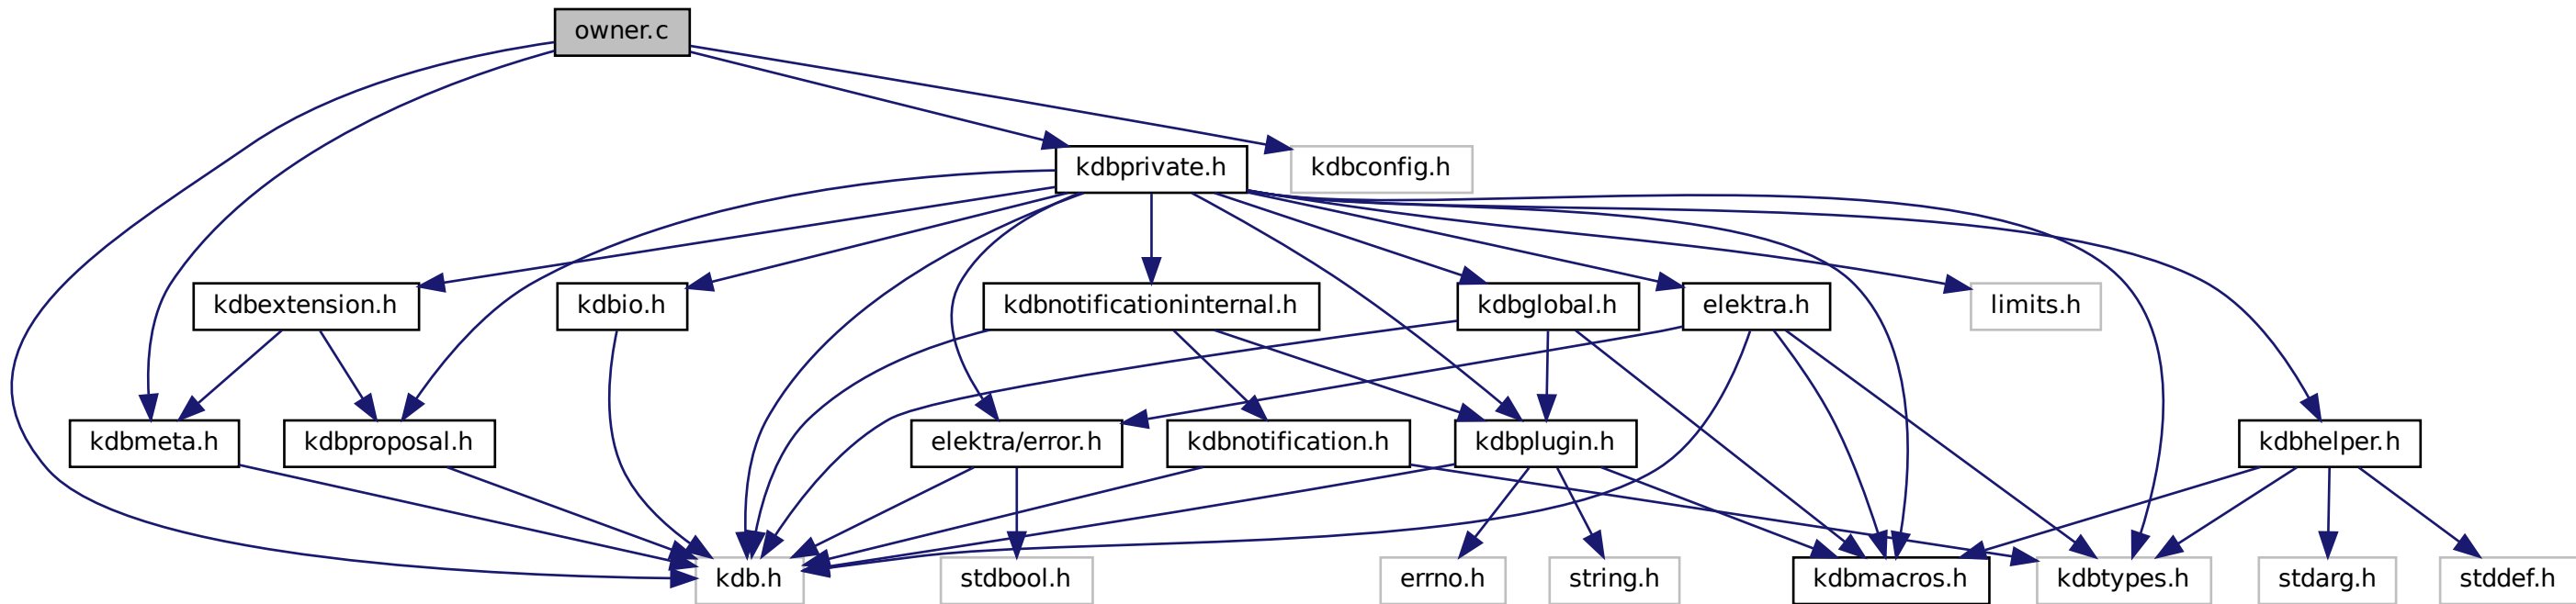 owner.c
kdbprivate.h
kdbconfig.h
kdbextension.h
kdbio.h
kdbnotificationinternal.h
kdbglobal.h
elektra.h
limits.h
kdbmeta.h
kdbproposal.h
elektra/error.h
kdbnotification.h
kdbplugin.h
kdbhelper.h
kdb.h
stdbool.h
errno.h
string.h
kdbmacros.h
kdbtypes.h
stdarg.h
stddef.h